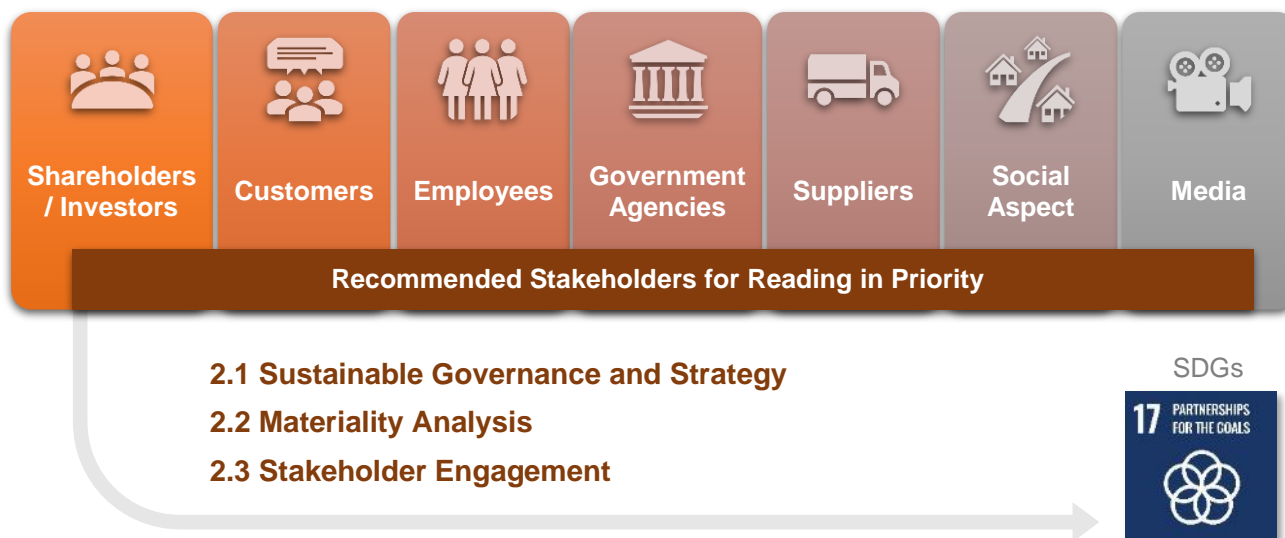 Shareholders
/ Investors
Customers
Employees
Government
Agencies
Suppliers
Social
Aspect
Media
Recommended Stakeholders for Reading in Priority
2.1 Sustainable Governance and Strategy
2.2 Materiality Analysis
2.3 Stakeholder Engagement
SDGs
17 PARTNERSHIPS
FOR THE GOALS